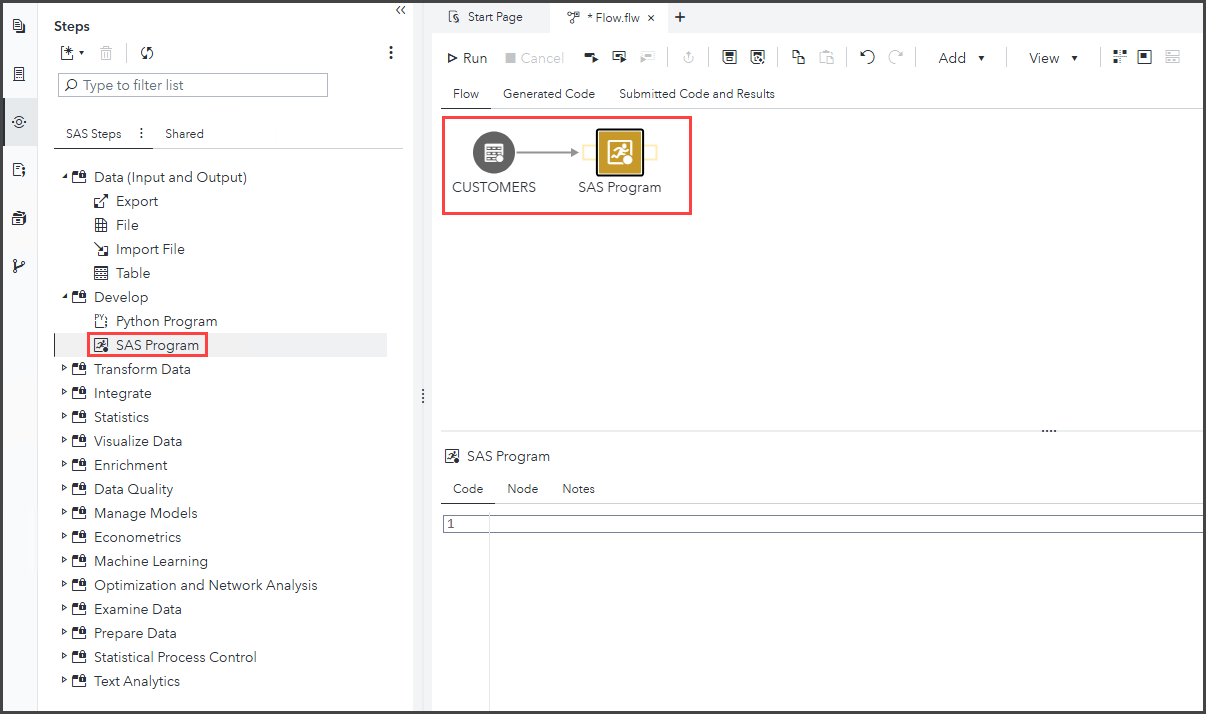 Steps
Type to filter list
SAS Steps
Shared
Data (Input and Output)
Export
File
Import File
Table
Develop
Python Program
SAS Program
Transform Data
Integrate
Statistics
Visualize Data
Enrichment
Data Quality
Manage Models
Econometrics
Machine Learning
Optimization and Network Analysis
Examine Data
Prepare Data
Statistical Process Control
Text Analytics
Start Page
* Flow.flw
Run
Cancel
Add
View
Flow
Generated Code
Submitted Code and Results
CUSTOMERS
SAS Program
SAS Program
Code
Node
Notes
1